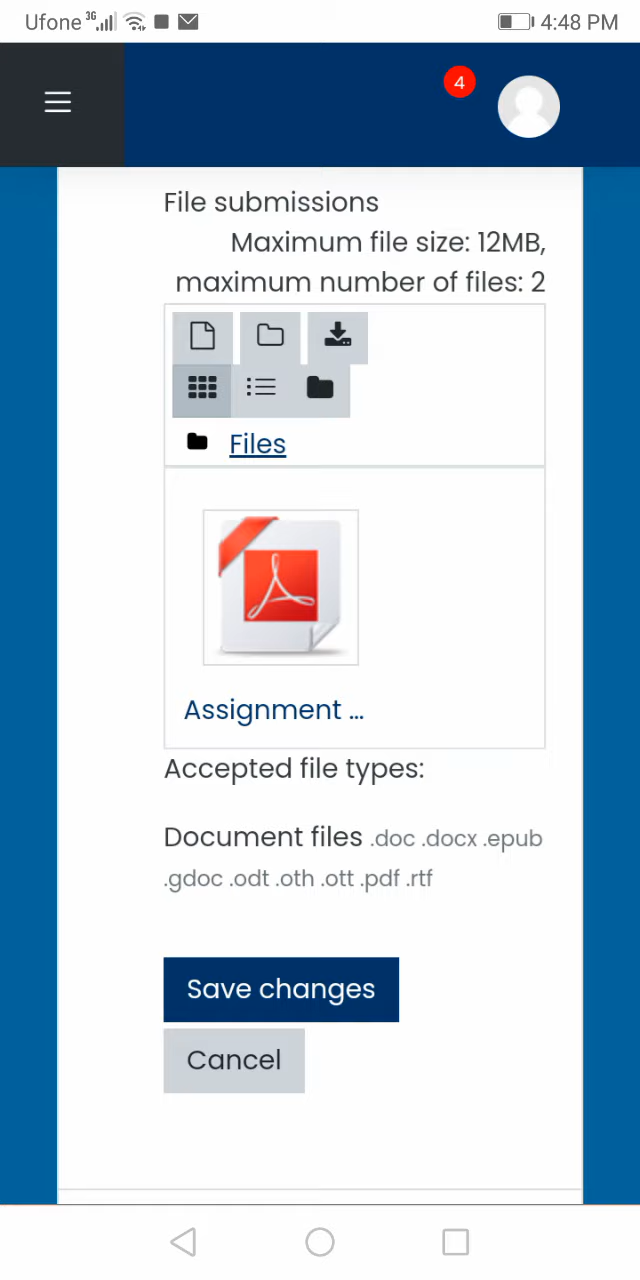 Ufone 3G 4:48 PM
4
File submissions
Maximum file size: 12MB,
maximum number of files: 2
Files
Assignment ...
Accepted file types:
Document files .doc .docx .epub
.gdoc .odt .oth .ott .pdf .rtf
Save changes
Cancel